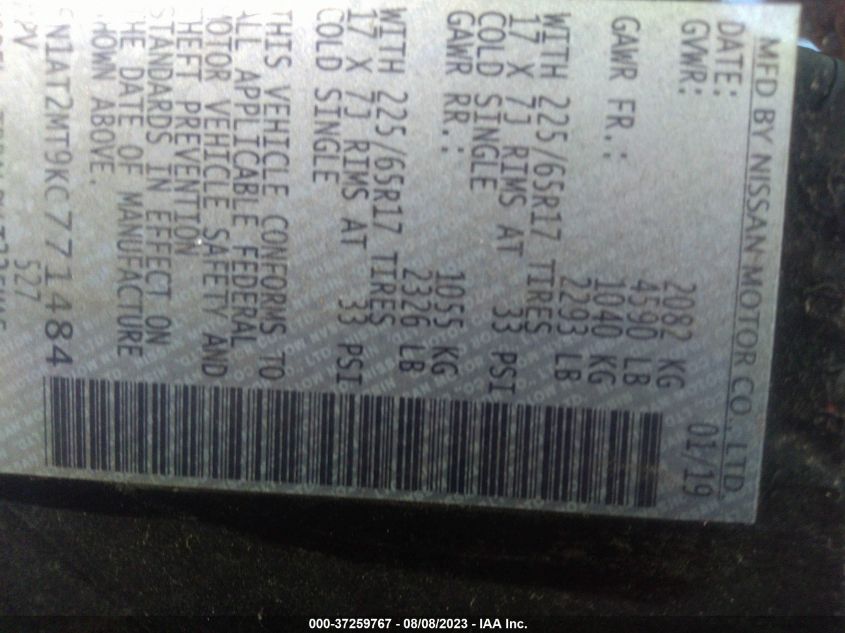 MFD BY NISSAN MOTOR CO., LTD.
DATE: 01/19
GVWR: 2082 KG
4590 LB
GAWR FR.: 1040 KG
2293 LB
WITH 225/65R17 TIRES
17 X 7J RIMS AT 33 PSI
COLD SINGLE
GAWR RR.: 1055 KG
2326 LB
WITH 225/65R17 TIRES
17 X 7J RIMS AT 33 PSI
COLD SINGLE
THIS VEHICLE CONFORMS TO
ALL APPLICABLE FEDERAL
MOTOR VEHICLE SAFETY AND
THEFT PREVENTION
STANDARDS IN EFFECT ON
THE DATE OF MANUFACTURE
SHOWN ABOVE.
N1AT2MT9KC771484
527
000-37259767 - 08/08/2023 - IAA Inc.